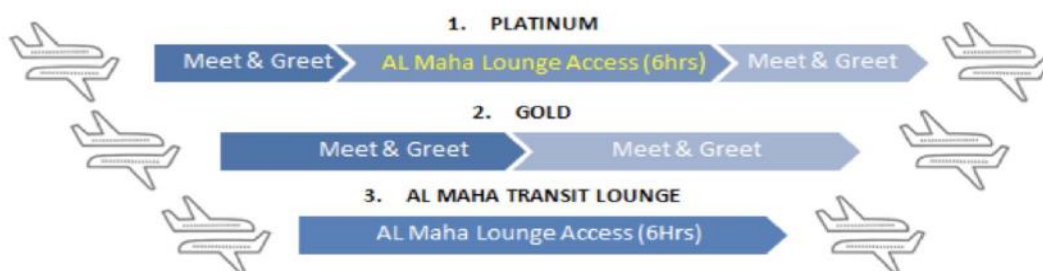 1. PLATINUM
Meet & Greet AL Maha Lounge Access (6hrs) Meet & Greet
2. GOLD
Meet & Greet Meet & Greet
3. AL MAHA TRANSIT LOUNGE
AL Maha Lounge Access (6Hrs)